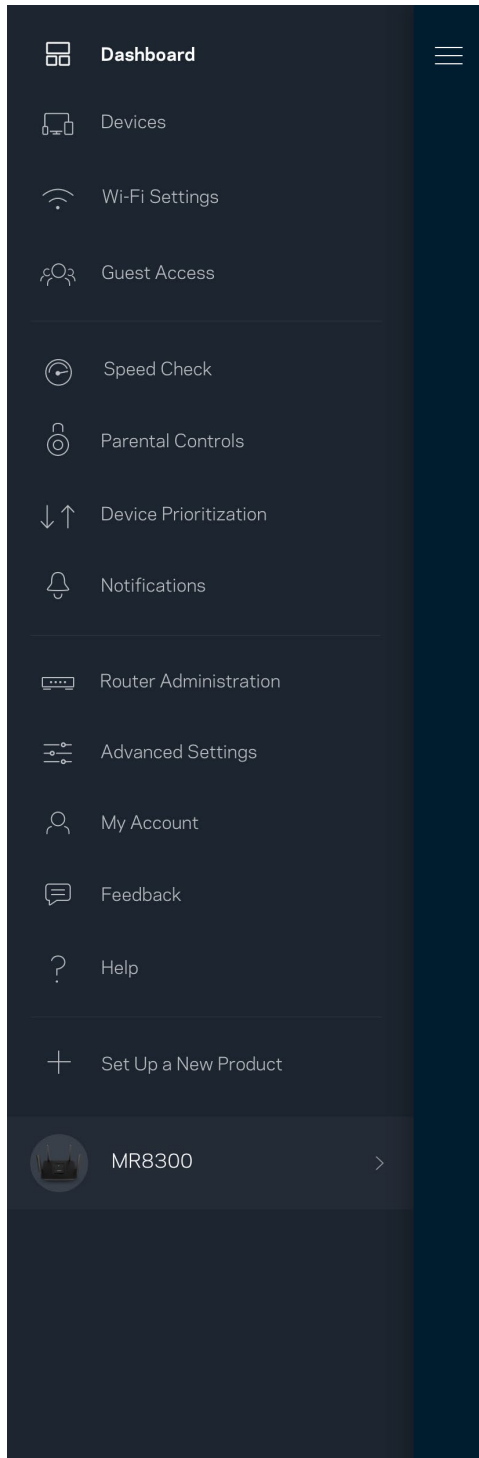 Dashboard
Devices
Wi-Fi Settings
Guest Access
Speed Check
Parental Controls
Device Prioritization
Notifications
Router Administration
Advanced Settings
My Account
Feedback
Help
Set Up a New Product
MR8300